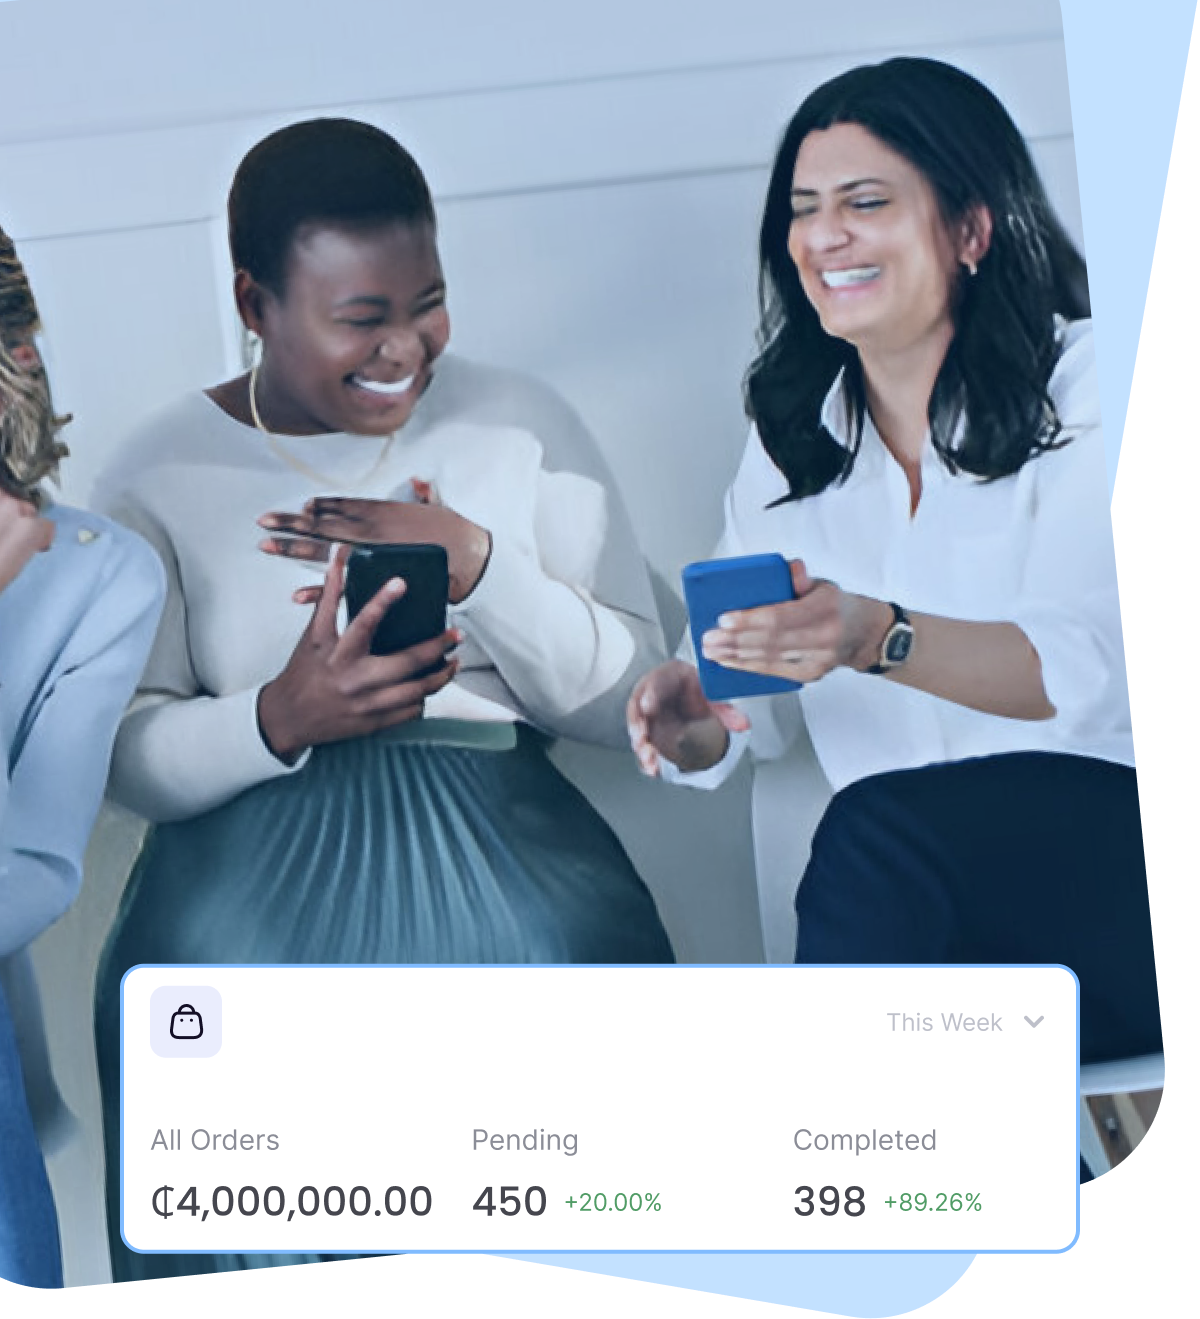 This Week
All Orders
Pending
Completed
₵4,000,000.00
450 +20.00%
398 +89.26%